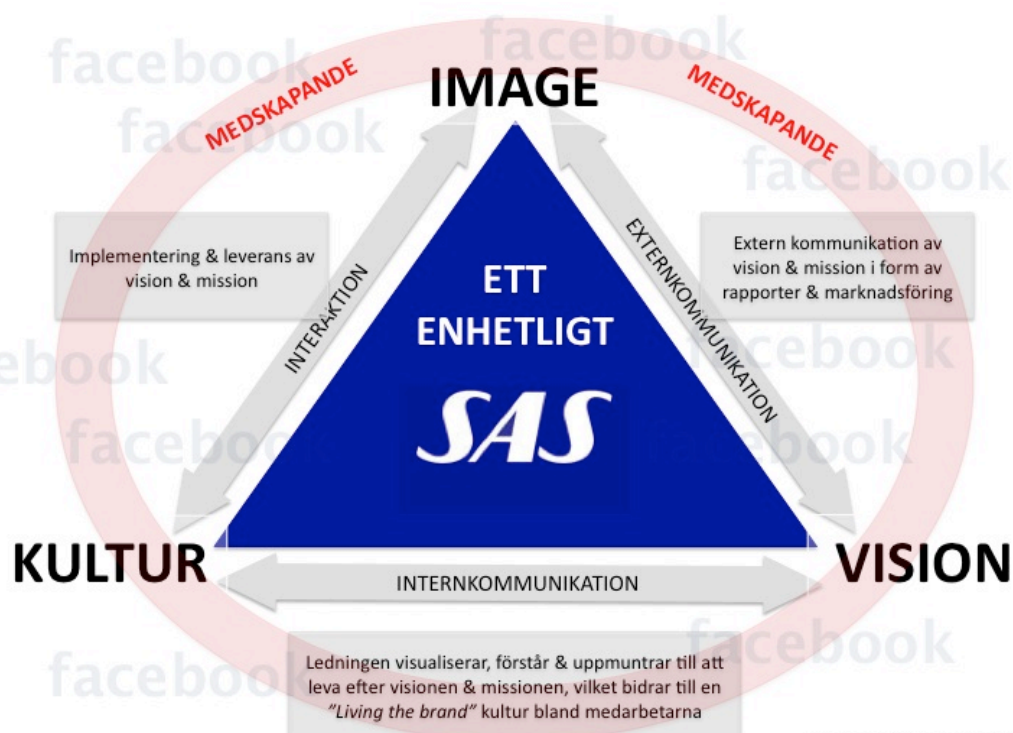 facebook
facebook
IMAGE
MEDSKAPANDE
MEDSKAPANDE
facebook
facebook
Implementering & leverans av
vision & mission
INTERAKTION
EXTERNKOMMUNIKATION
Extern kommunikation av
vision & mission i form av
rapporter & marknadsföring
ETT
ENHETLIGT
SAS
ebook
facebook
facebook
facebook
KULTUR
VISION
INTERNKOMMUNIKATION
facebook
facebook
Ledningen visualiserar, förstår & uppmuntrar till att
leva efter visionen & missionen, vilket bidrar till en
"Living the brand" kultur bland medarbetarna